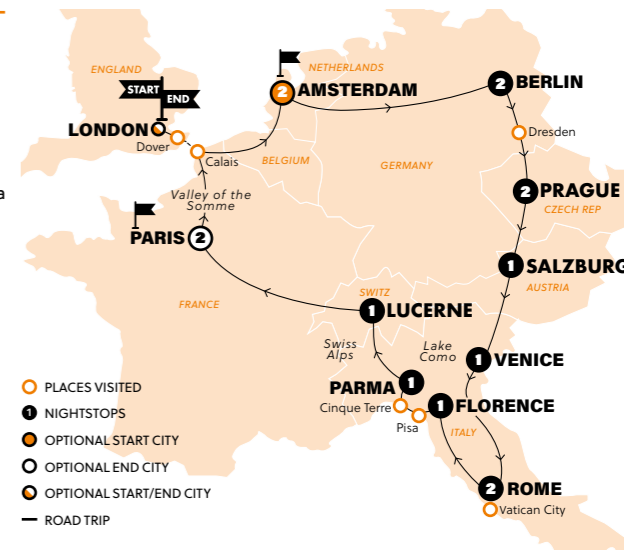 ENGLAND
NETHERLANDS
START
END
2
AMSTERDAM
2
BERLIN
LONDON
Dover
Calais
Dresden
BELGIUM
GERMANY
a
Valley of the
Somme
2
PRAGUE
CZECH REP
PARIS
2
1
SALZBURG
AUSTRIA
SWITZ
FRANCE
1
LUCERNE
Swiss
Alps
Lake
Como
1
VENICE
PARMA
1
Cinque Terre
Pisa
1
FLORENCE
ITALY
2
ROME
Vatican City
PLACES VISITED
1
NIGHTSTOPS
OPTIONAL START CITY
OPTIONAL END CITY
OPTIONAL START/END CITY
ROAD TRIP